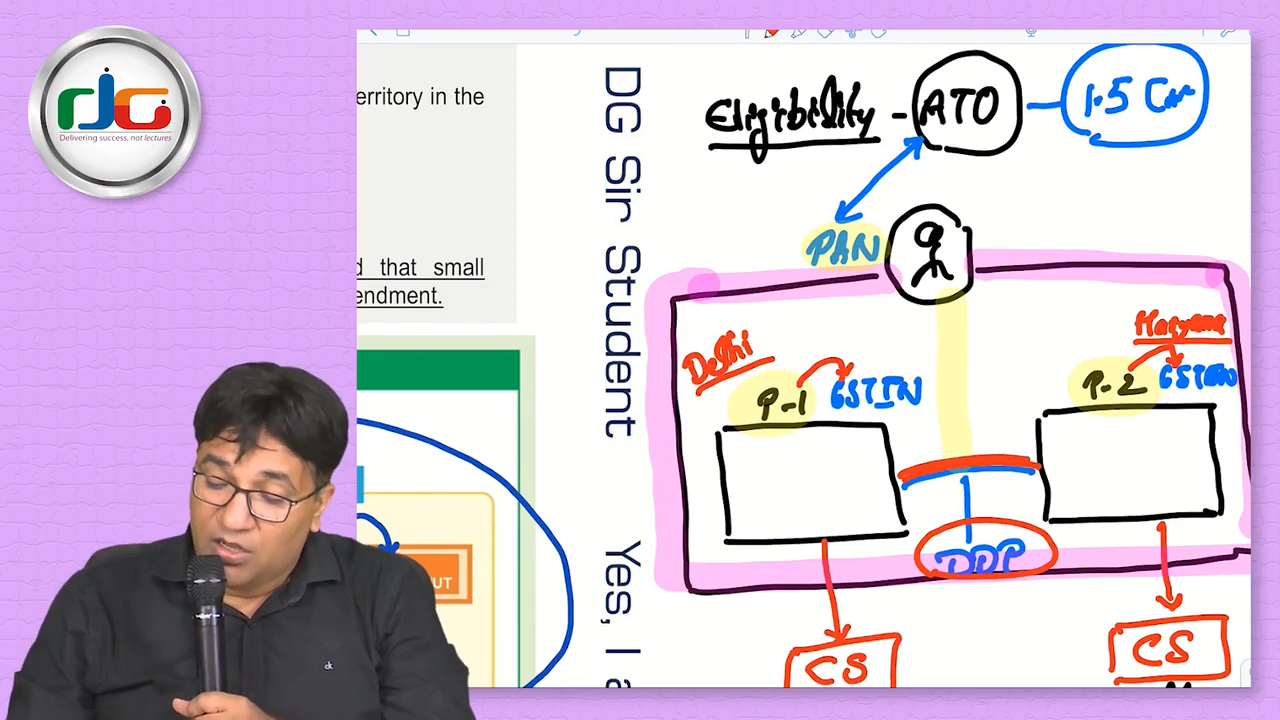 Delivering success, not lectures
erritory in the
d that small
endment.
UT
DG Sir Student Yes, I a
Eligibility - ATO - 1.5 Cr
PAN
Delhi
P-1 GSTIN
Haryana
P-2 GSTIN
DDP
CS
CS
dk